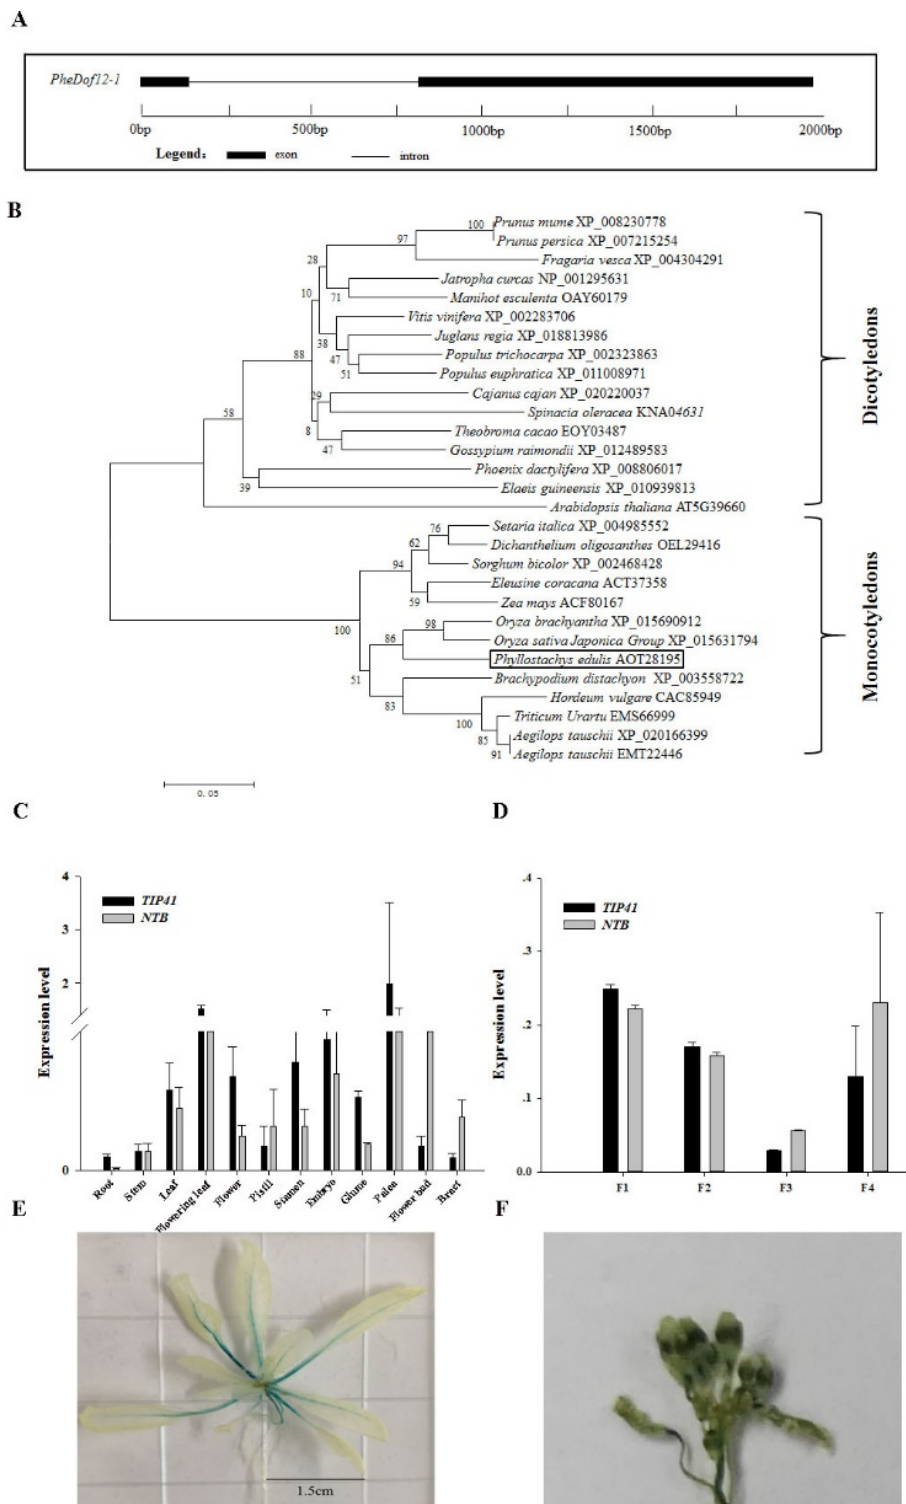 A
PheDof12-1
0bp 500bp 1000bp 1500bp 2000bp
Legend: exon intron
B
Prunus mume XP_008230778
Prunus persica XP_007215254
Fragaria vesca XP_004304291
Jatropha curcas NP_001295631
Manihot esculenta OAY60179
Vitis vinifera XP_002283706
Juglans regia XP_018813986
Populus trichocarpa XP_002323863
Populus euphratica XP_011008971
Cajanus cajan XP_020220037
Spinacia oleracea KNA04631
Theobroma cacao EOY03487
Gossypium raimondii XP_012489583
Phoenix dactylifera XP_008806017
Elaeis guineensis XP_010939813
Arabidopsis thaliana AT5G39660
Setaria italica XP_004985552
Dichanthelium oligosanthes OEL29416
Sorghum bicolor XP_002468428
Eleusine coracana ACT37358
Zea mays ACF80167
Oryza brachyantha XP_015690912
Oryza sativa Japonica Group XP_015631794
Phyllostachys edulis AOT28195
Brachypodium distachyon XP_003558722
Hordeum vulgare CAC85949
Triticum Urartu EMS66999
Aegilops tauschii XP_020166399
Aegilops tauschii EMT22446
100
97
28
71
10
38
47
51
88
29
8
47
58
39
76
62
94
59
100
98
86
51
83
100
85
91
Dicotyledons
Monocotyledons
0.05
C
Expression level
4
3
2
0
TIP41
NTB
Root Stem Leaf Flowering leaf Flower Pistil Stamen Embryo Glume Palea Flower bud Bract
D
Expression level
.4
.3
.2
.1
0.0
TIP41
NTB
F1 F2 F3 F4
E
1.5cm
F